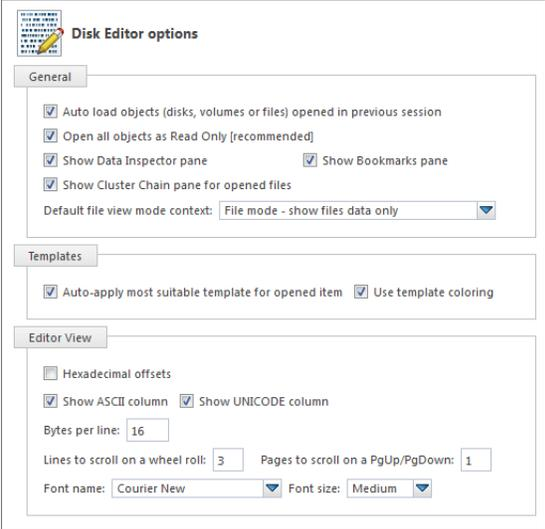 Disk Editor options
General
Auto load objects (disks, volumes or files) opened in previous session
Open all objects as Read Only [recommended]
Show Data Inspector pane Show Bookmarks pane
Show Cluster Chain pane for opened files
Default file view mode context: File mode - show files data only
Templates
Auto-apply most suitable template for opened item Use template coloring
Editor View
Hexadecimal offsets
Show ASCII column Show UNICODE column
Bytes per line: 16
Lines to scroll on a wheel roll: 3 Pages to scroll on a PgUp/PgDown: 1
Font name: Courier New Font size: Medium